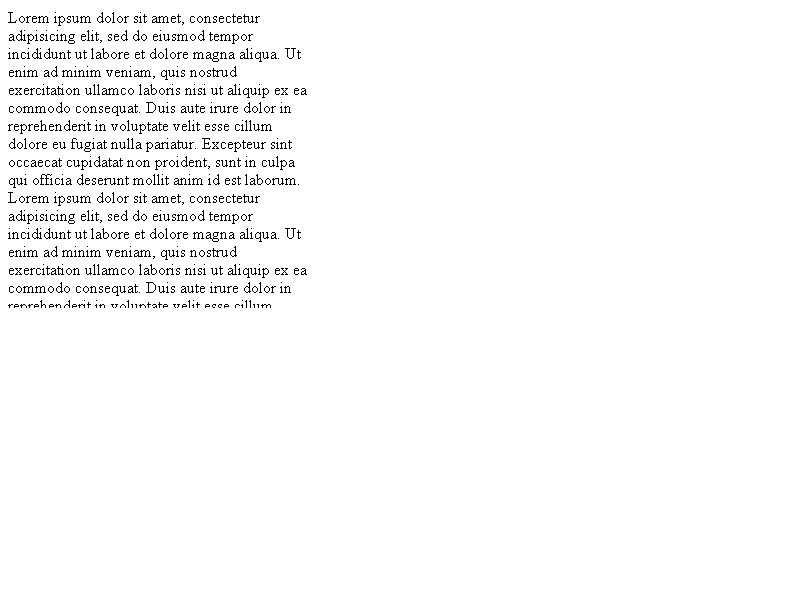 Lorem ipsum dolor sit amet, consectetur
adipisicing elit, sed do eiusmod tempor
incididunt ut labore et dolore magna aliqua. Ut
enim ad minim veniam, quis nostrud
exercitation ullamco laboris nisi ut aliquip ex ea
commodo consequat. Duis aute irure dolor in
reprehenderit in voluptate velit esse cillum
dolore eu fugiat nulla pariatur. Excepteur sint
occaecat cupidatat non proident, sunt in culpa
qui officia deserunt mollit anim id est laborum.
Lorem ipsum dolor sit amet, consectetur
adipisicing elit, sed do eiusmod tempor
incididunt ut labore et dolore magna aliqua. Ut
enim ad minim veniam, quis nostrud
exercitation ullamco laboris nisi ut aliquip ex ea
commodo consequat. Duis aute irure dolor in
reprehenderit in voluptate velit esse cillum